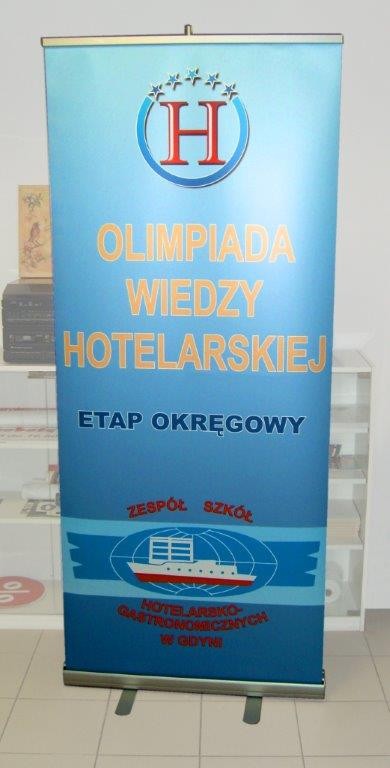 H
OLIMPIADA
WIEDZY
HOTELARSKIEJ
ETAP OKRĘGOWY
ZESPÓŁ SZKÓŁ
HOTELARSKO-
GASTRONOMICZNYCH
W GDYNI
%